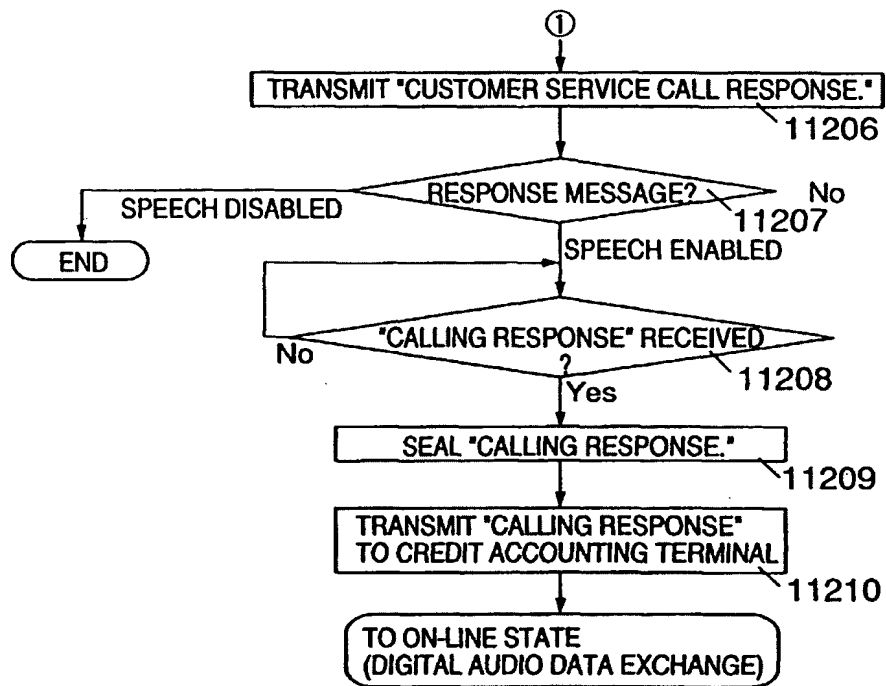 ①
TRANSMIT "CUSTOMER SERVICE CALL RESPONSE."
11206
RESPONSE MESSAGE?
No
11207
SPEECH DISABLED
END
SPEECH ENABLED
"CALLING RESPONSE" RECEIVED
?
No
11208
Yes
SEAL "CALLING RESPONSE."
11209
TRANSMIT "CALLING RESPONSE"
TO CREDIT ACCOUNTING TERMINAL
11210
TO ON-LINE STATE
(DIGITAL AUDIO DATA EXCHANGE)